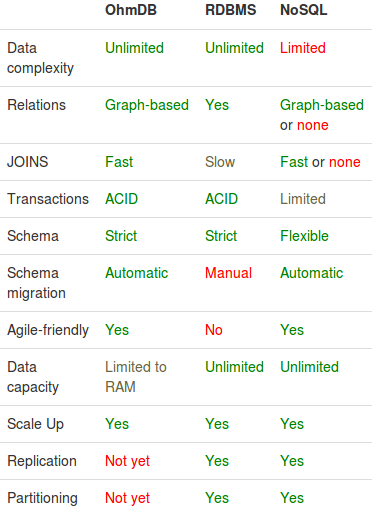 OhmDB RDBMS NoSQL
Data complexity Unlimited Unlimited Limited
Relations Graph-based Yes Graph-based or none
JOINS Fast Slow Fast or none
Transactions ACID ACID Limited
Schema Strict Strict Flexible
Schema migration Automatic Manual Automatic
Agile-friendly Yes No Yes
Data capacity Limited to RAM Unlimited Unlimited
Scale Up Yes Yes Yes
Replication Not yet Yes Yes
Partitioning Not yet Yes Yes